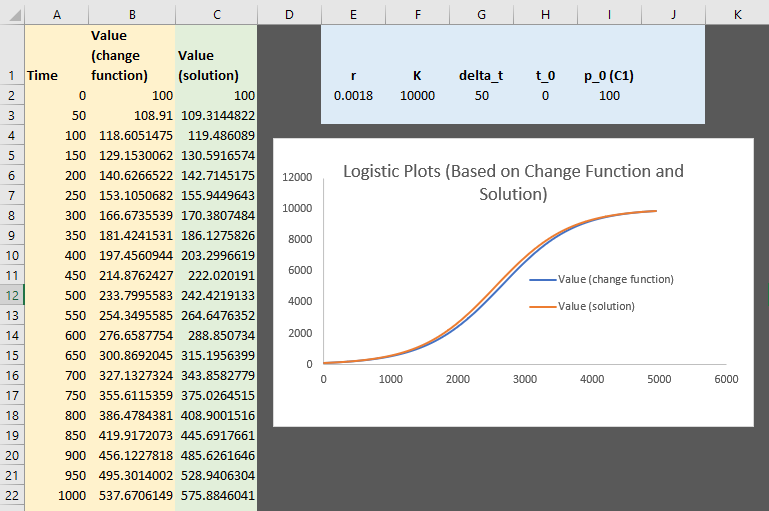 A B C D E F G H I J K
Value
(change
Value
1 Time function) (solution) r K delta_t t_0 p_0 (C1)
2 0 100 100 0.0018 10000 50 0 100
3 50 108.91 109.3144822
4 100 118.6051475 119.486089
5 150 129.1530062 130.5916574
6 200 140.6266522 142.7145175
7 250 153.1050682 155.9449643
8 300 166.6735539 170.3807484
9 350 181.4241531 186.1275826
10 400 197.4560944 203.2996619
11 450 214.8762427 222.020191
12 500 233.7995583 242.4219133
13 550 254.3495585 264.6476352
14 600 276.6587754 288.850734
15 650 300.8692045 315.1956399
16 700 327.1327324 343.8582779
17 750 355.6115359 375.0264515
18 800 386.4784381 408.9001516
19 850 419.9172073 445.6917661
20 900 456.1227818 485.6261646
21 950 495.3014002 528.9406304
22 1000 537.6706149 575.8846041
Logistic Plots (Based on Change Function and
Solution)
12000
10000
8000
6000
4000
2000
0
0 1000 2000 3000 4000 5000 6000
Value (change function)
Value (solution)